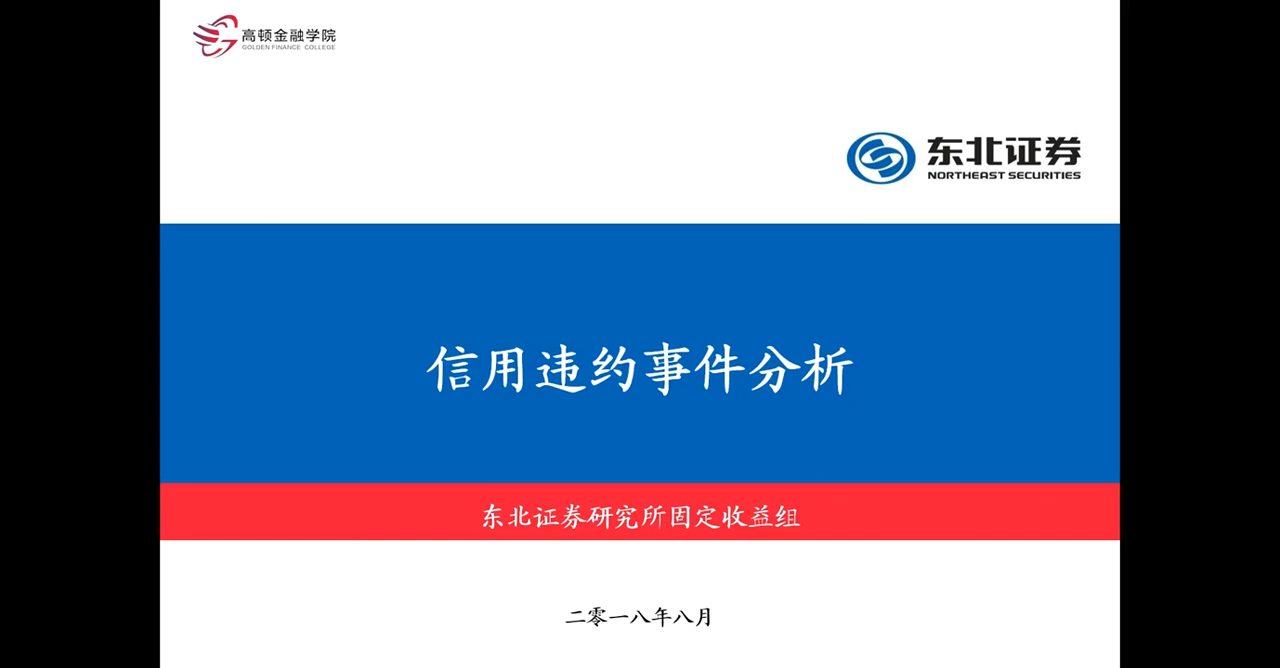 高顿金融学院
GOLDEN FINANCE COLLEGE
东北证券
NORTHEAST SECURITIES
信用违约事件分析
东北证券研究所固定收益组
二零一八年八月